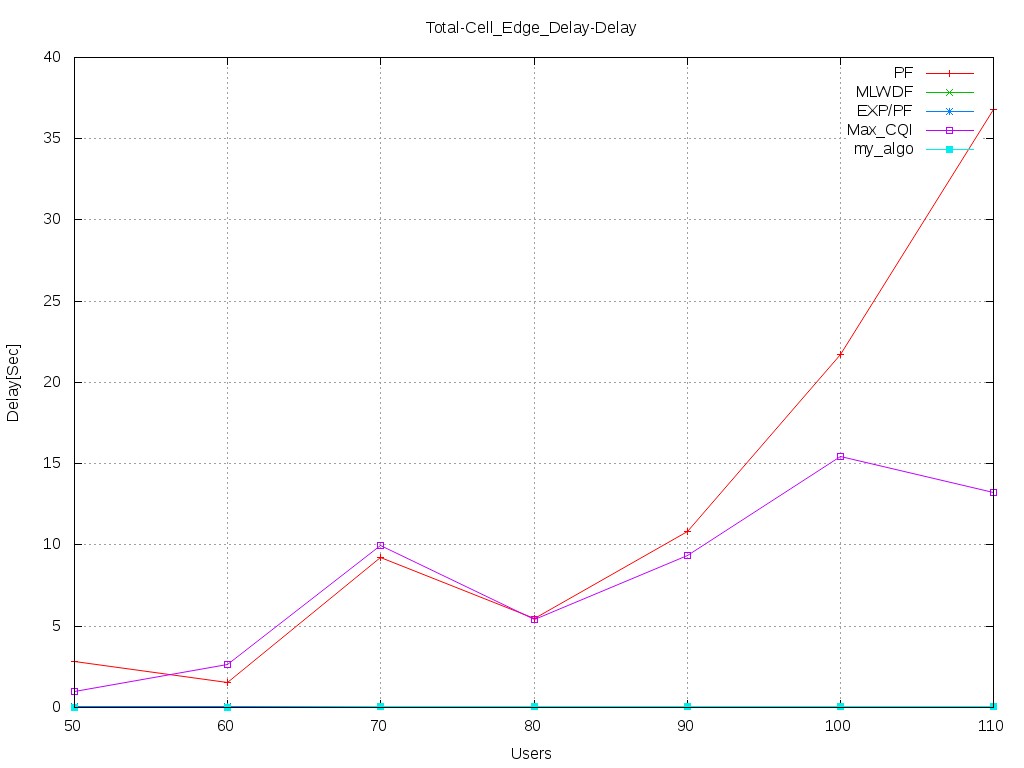 Total-Cell_Edge_Delay-Delay
40
35
30
25
20
15
10
5
0
Delay[Sec]
PF
MLWDF
EXP/PF
Max_CQI
my_algo
50 60 70 80 90 100 110
Users